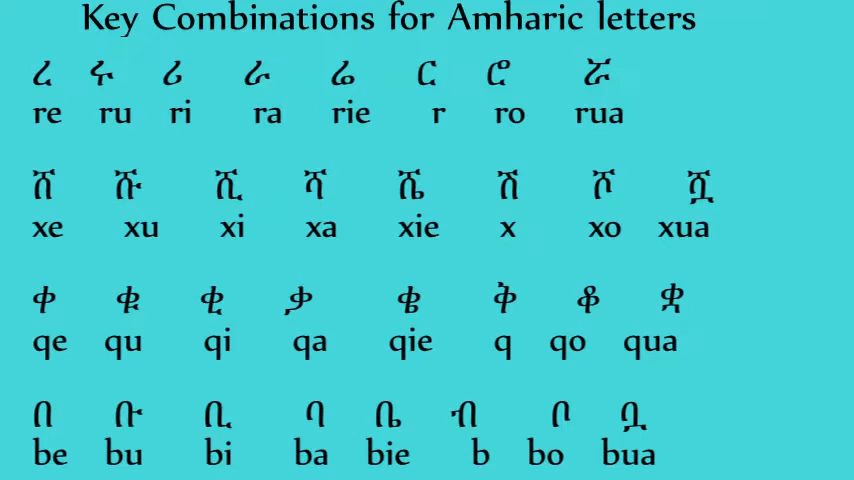 Key Combinations for Amharic letters
ረ ሩ ሪ ራ ሬ ር ሮ ሯ
re ru ri ra rie r ro rua
ሸ ሹ ሺ ሻ ሼ ሽ ሾ ሿ
xe xu xi xa xie x xo xua
ቀ ቁ ቂ ቃ ቄ ቅ ቆ ቋ
qe qu qi qa qie q qo qua
በ ቡ ቢ ባ ቤ ብ ቦ ቧ
be bu bi ba bie b bo bua